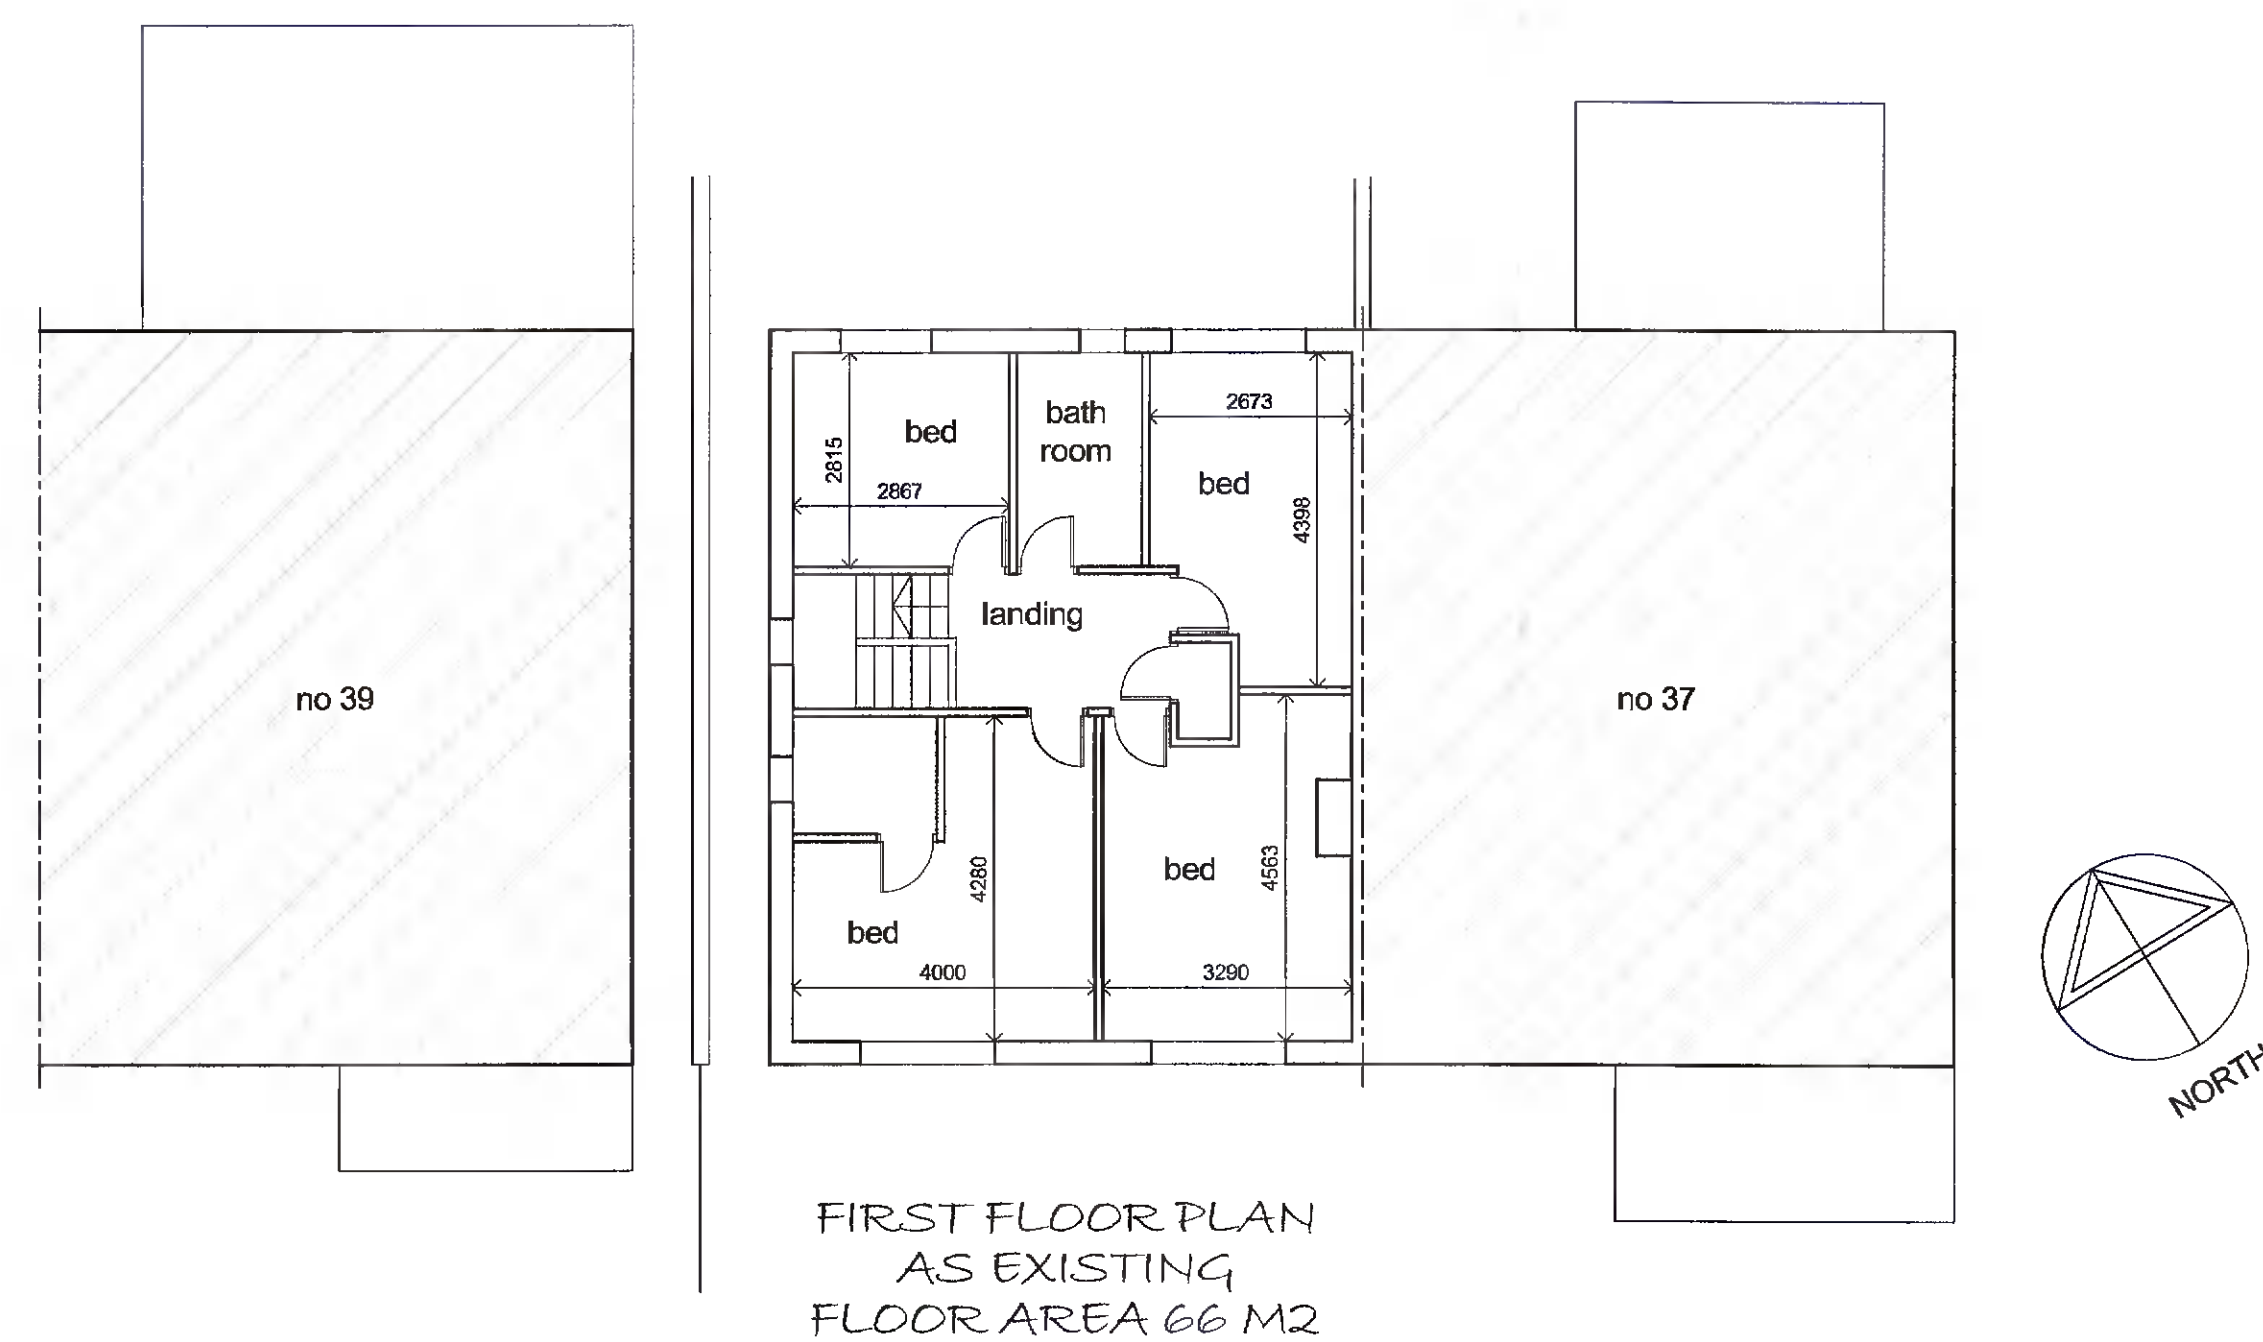 bed
bath
room
2673
2815
2867
bed
4398
landing
no 39
no 37
4280
bed
4563
bed
4000
3290
NORTH
FIRST FLOOR PLAN
AS EXISTING
FLOOR AREA 66 M2